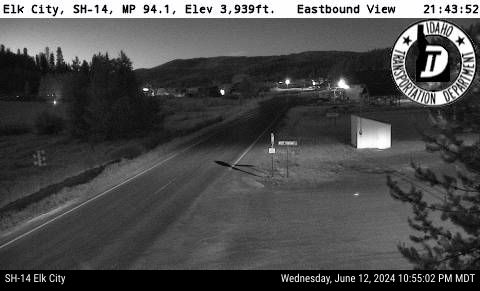 Elk City, SH-14, MP 94.1, Elev 3,939ft.   Eastbound View   21:43:52
IDAHO
TRANSPORTATION DEPARTMENT
SH-14 Elk City
Wednesday, June 12, 2024 10:55:02 PM MDT